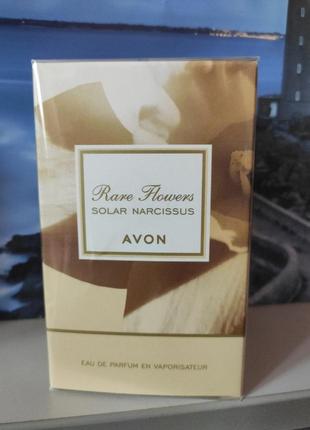 Rare Flowers
SOLAR NARCISSUS
AVON
EAU DE PARFUM EN VAPORISATEUR